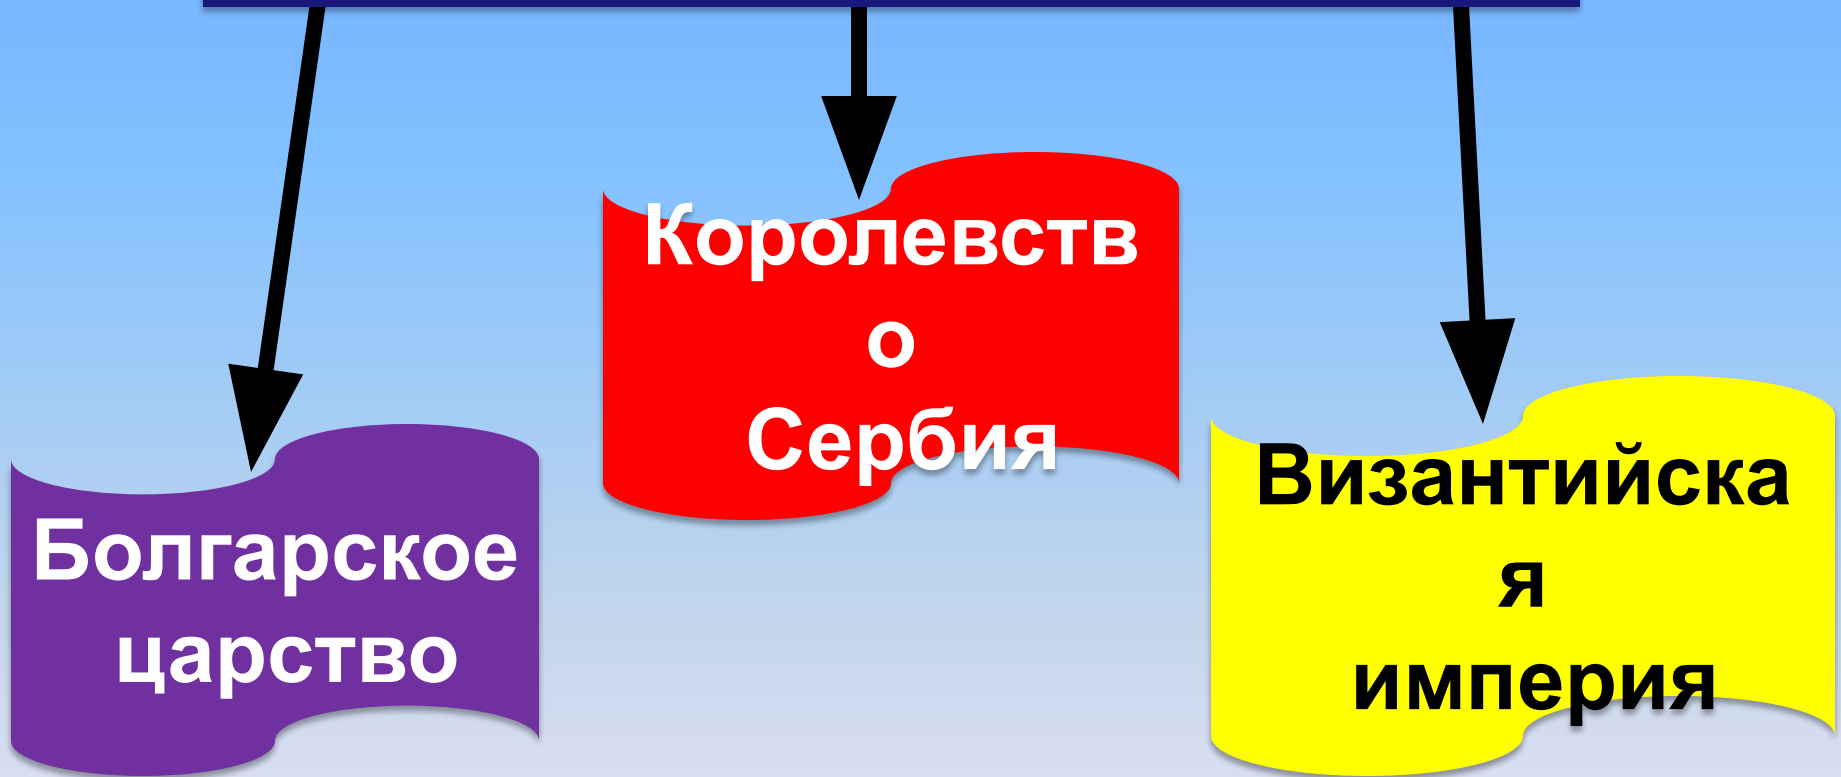 Королевств
о
Сербия
Болгарское
царство
Византийска
я
империя